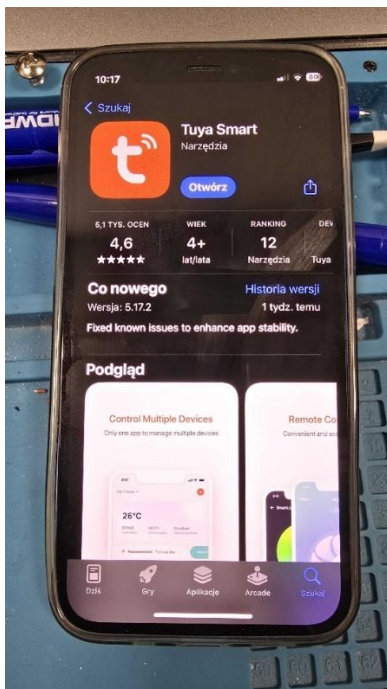 10:17
80
Szukaj
Tuya Smart
Narzędzia
Otwórz
5,1 TYS. OCEN
WIEK
RANKING
4,6
4+
12
lat/lata
Narzędzia
Tuya
Co nowego
Historia wersji
Wersja: 5.17.2
1 tydz. temu
Fixed known issues to enhance app stability.
Podgląd
Control Multiple Devices
Only one app to manage multiple devices
Remote Co
Convenient and
26°C
Dziś
Gry
Aplikacje
Arcade
Szukaj